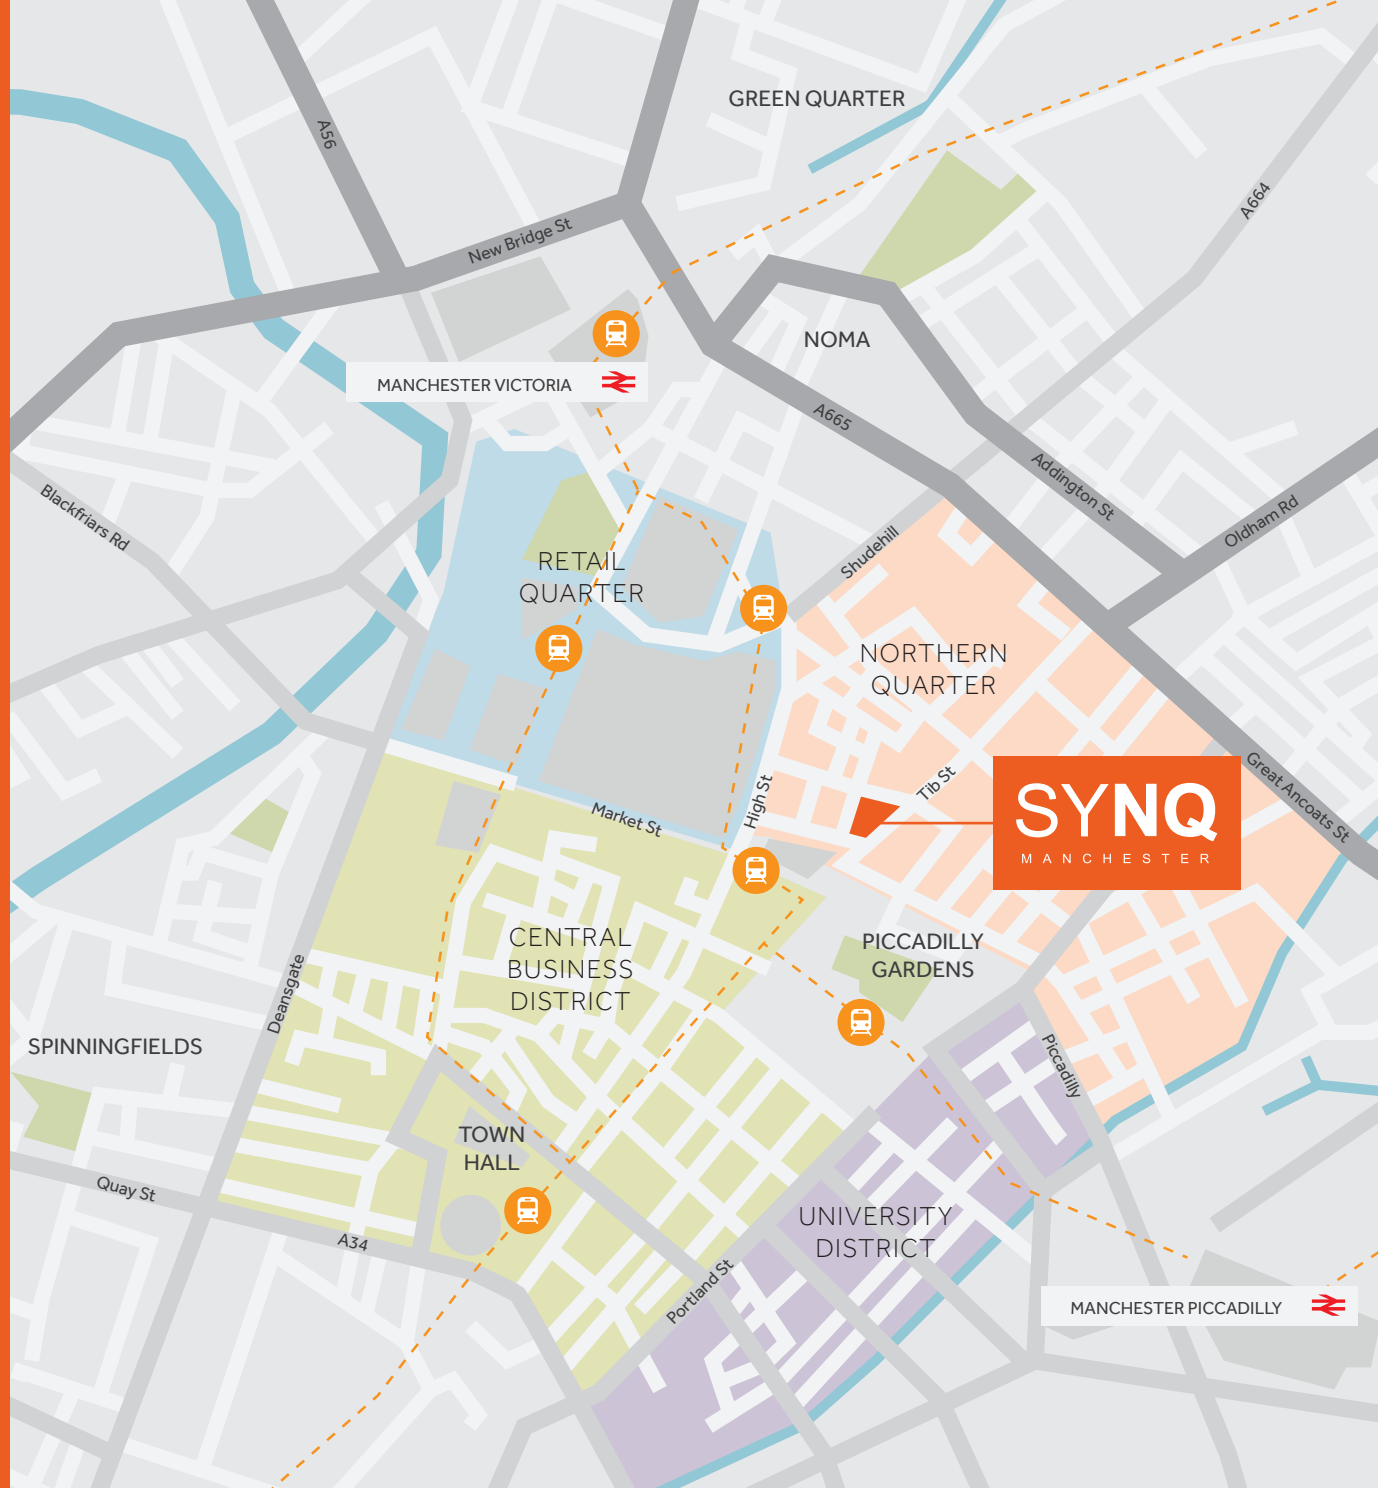 GREEN QUARTER
A56
A664
New Bridge St
NOMA
MANCHESTER VICTORIA
A665
Addington St
Oldham Rd
Blackfriars Rd
Shudehill
RETAIL
QUARTER
NORTHERN
QUARTER
Tib St
High St
Market St
Great Ancoats St
SYNQ
MANCHESTER
CENTRAL
BUSINESS
DISTRICT
PICCADILLY
GARDENS
Deansgate
SPINNINGFIELDS
Piccadilly
TOWN
HALL
Quay St
A34
UNIVERSITY
DISTRICT
Portland St
MANCHESTER PICCADILLY